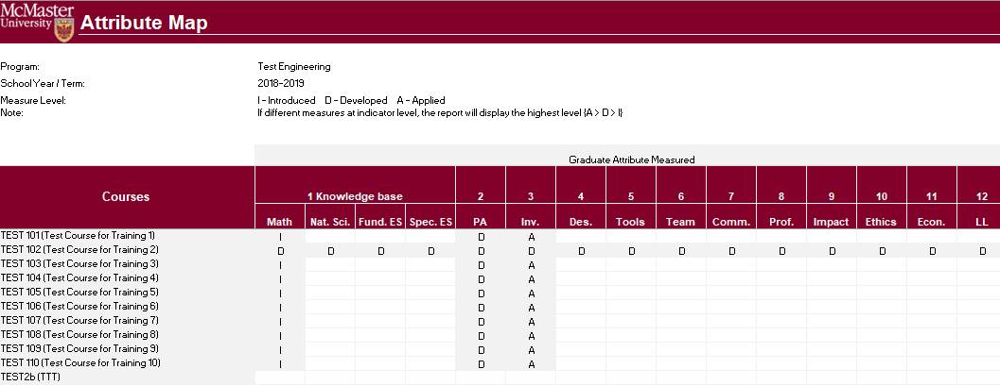 McMaster
University
Attribute Map
Program: Test Engineering
School Year / Term: 2018-2019
Measure Level: I - Introduced D - Developed A - Applied
Note: If different measures at indicator level, the report will display the highest level {A > D > I}
Graduate Attribute Measured
Courses 1 Knowledge base 2 3 4 5 6 7 8 9 10 11 12
Math Nat. Sci. Fund. ES Spec. ES PA Inv. Des. Tools Team Comm. Prof. Impact Ethics Econ. LL
TEST 101 (Test Course for Training 1) I D A
TEST 102 (Test Course for Training 2) D D D D D D D D D D D D D D D
TEST 103 (Test Course for Training 3) I D A
TEST 104 (Test Course for Training 4) I D A
TEST 105 (Test Course for Training 5) I D A
TEST 106 (Test Course for Training 6) I D A
TEST 107 (Test Course for Training 7) I D A
TEST 108 (Test Course for Training 8) I D A
TEST 109 (Test Course for Training 9) I D A
TEST 110 (Test Course for Training 10) I D A
TEST2b (TTT)